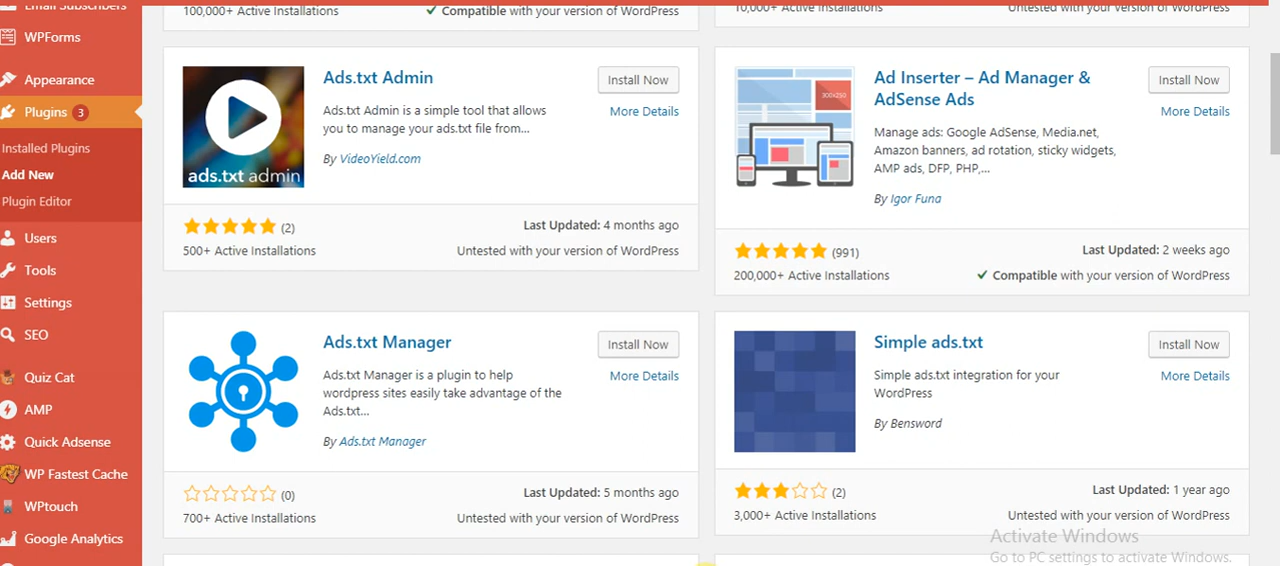 Email Subscribers
WPForms
Appearance
Plugins 3
Installed Plugins
Add New
Plugin Editor
Users
Tools
Settings
SEO
Quiz Cat
AMP
Quick Adsense
WP Fastest Cache
WPtouch
Google Analytics
100,000+ Active Installations
Compatible with your version of WordPress
10,000+ Active Installations
Untested with your version of WordPress
ads.txt admin
Ads.txt Admin
Install Now
More Details
Ads.txt Admin is a simple tool that allows
you to manage your ads.txt file from...
By VideoYield.com
(2)
Last Updated: 4 months ago
500+ Active Installations
Untested with your version of WordPress
300x250
Ad Inserter – Ad Manager &
AdSense Ads
Install Now
More Details
Manage ads: Google AdSense, Media.net,
Amazon banners, ad rotation, sticky widgets,
AMP ads, DFP, PHP,...
By Igor Funa
(991)
Last Updated: 2 weeks ago
200,000+ Active Installations
Compatible with your version of WordPress
Ads.txt Manager
Install Now
More Details
Ads.txt Manager is a plugin to help
wordpress sites easily take advantage of the
Ads.txt...
By Ads.txt Manager
(0)
Last Updated: 5 months ago
700+ Active Installations
Untested with your version of WordPress
Simple ads.txt
Install Now
More Details
Simple ads.txt integration for your
WordPress
By Bensword
(2)
Last Updated: 1 year ago
3,000+ Active Installations
Untested with your version of WordPress
Activate Windows
Go to PC settings to activate Windows.